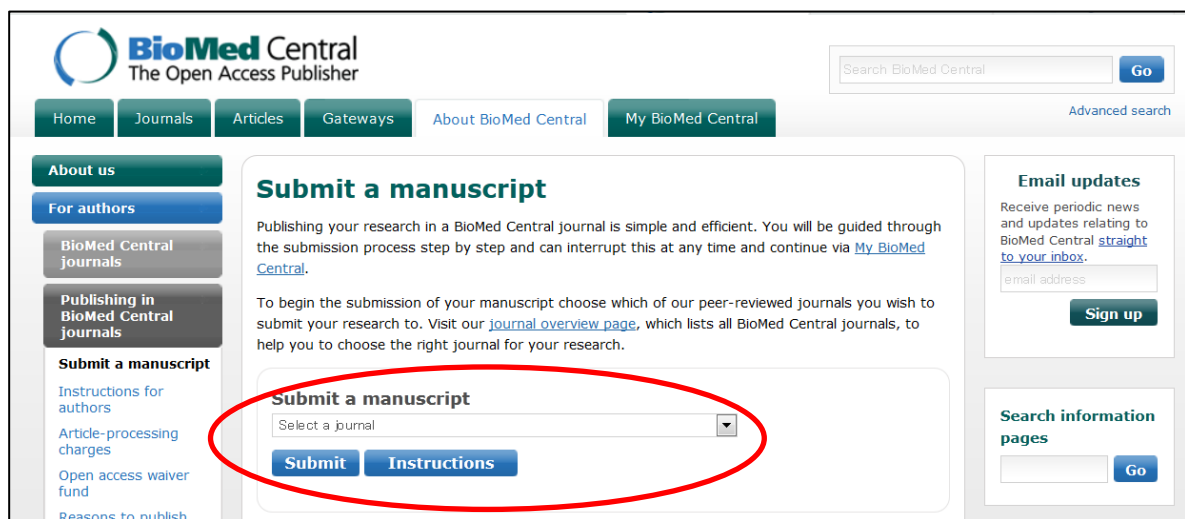 BioMed Central
The Open Access Publisher
Search BioMed Central
Go
Advanced search
Home
Journals
Articles
Gateways
About BioMed Central
My BioMed Central
About us
For authors
BioMed Central
journals
Publishing in
BioMed Central
journals
Submit a manuscript
Instructions for
authors
Article-processing
charges
Open access waiver
fund
Reasons to publish
Submit a manuscript
Publishing your research in a BioMed Central journal is simple and efficient. You will be guided through
the submission process step by step and can interrupt this at any time and continue via My BioMed
Central.
To begin the submission of your manuscript choose which of our peer-reviewed journals you wish to
submit your research to. Visit our journal overview page, which lists all BioMed Central journals, to
help you to choose the right journal for your research.
Submit a manuscript
Select a journal
Submit
Instructions
Email updates
Receive periodic news
and updates relating to
BioMed Central straight
to your inbox.
email address
Sign up
Search information
pages
Go